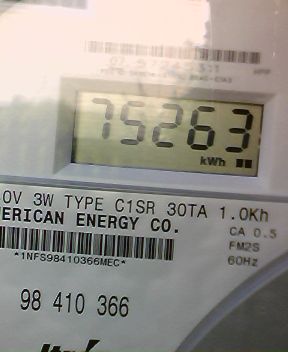 75263
kWh
0V 3W TYPE C1SR 30TA 1.0Kh
ERICAN ENERGY CO.
CA 0.5
FM2S
*1NFS98410366MEC*
60Hz
98 410 366